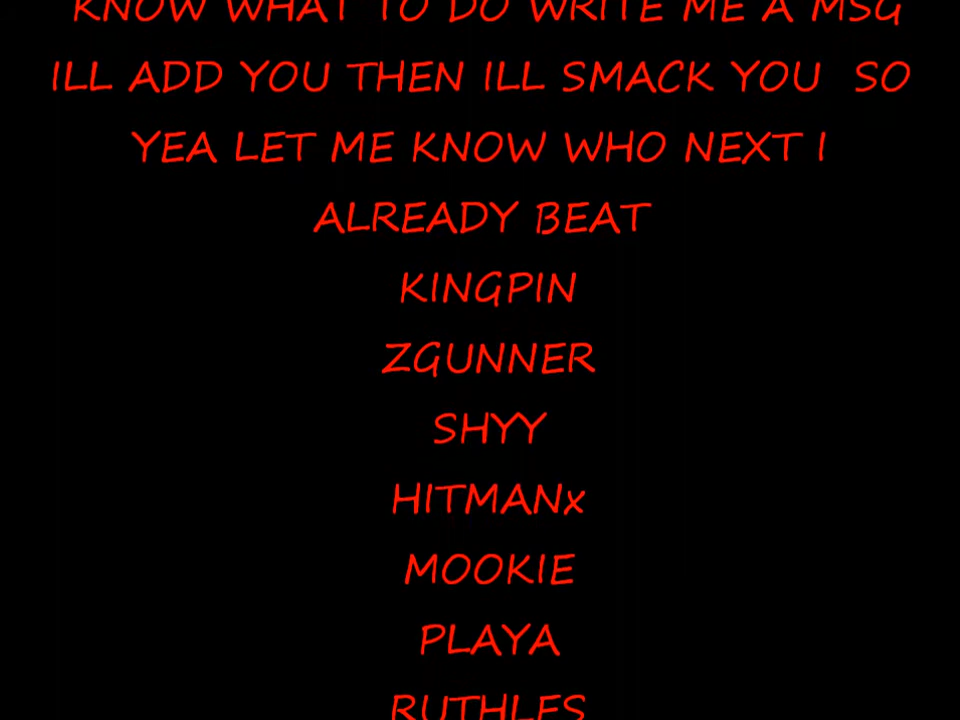 KNOW WHAT TO DO WRITE ME A MSG
ILL ADD YOU THEN ILL SMACK YOU SO
YEA LET ME KNOW WHO NEXT I
ALREADY BEAT
KINGPIN
ZGUNNER
SHYY
HITMANx
MOOKIE
PLAYA
RUTHLES